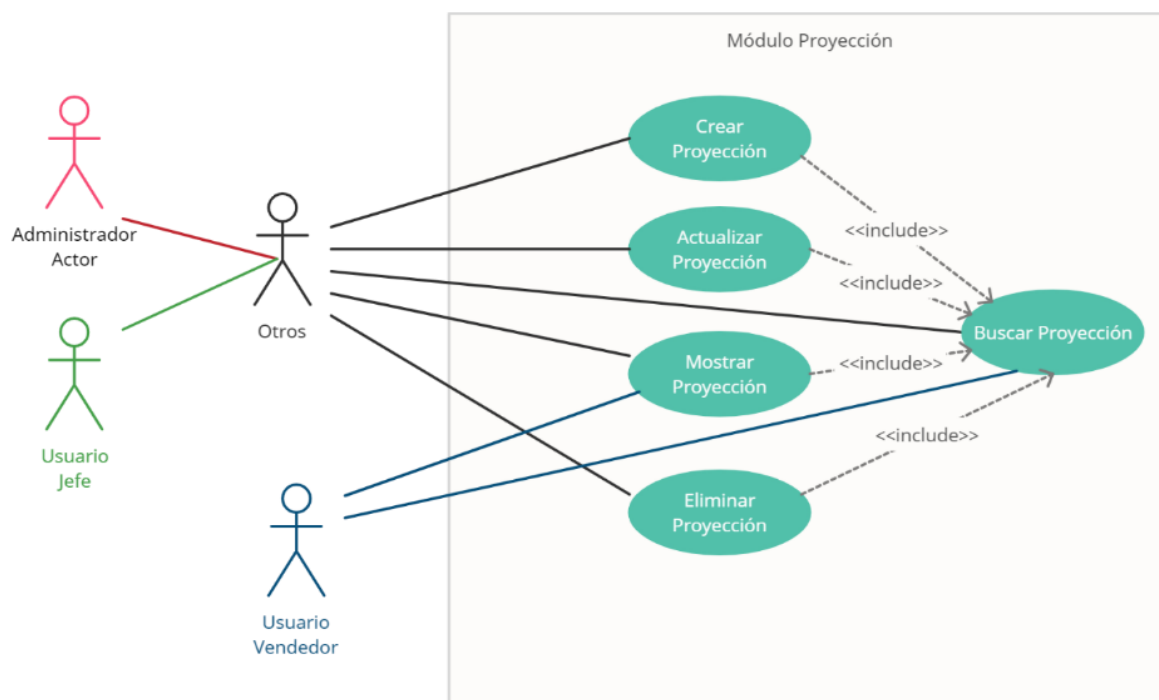 Módulo Proyección
Administrador
Actor
Usuario
Jefe
Otros
Usuario
Vendedor
Crear
Proyección
Actualizar
Proyección
Mostrar
Proyección
Eliminar
Proyección
<<include>>
<<include>>
<<include>>
<<include>>
Buscar Proyección